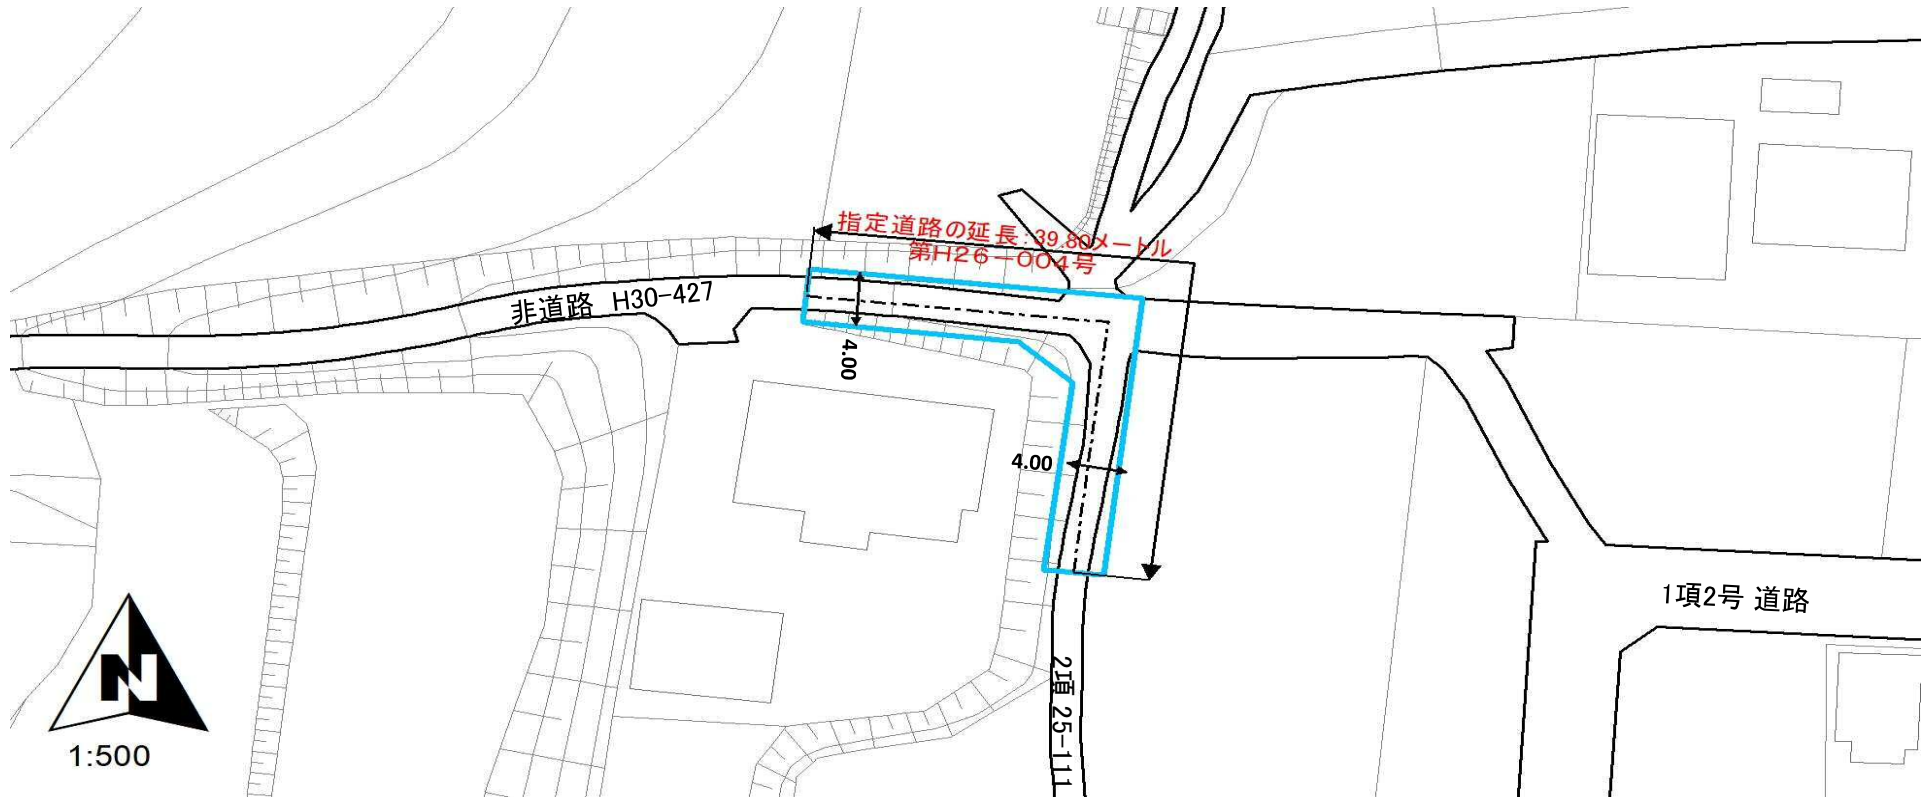 指定道路の延長:39.80メートル
第H26-004号
非道路 H30-427
4.00
4.00
1項2号 道路
2項 25-111
N
1:500